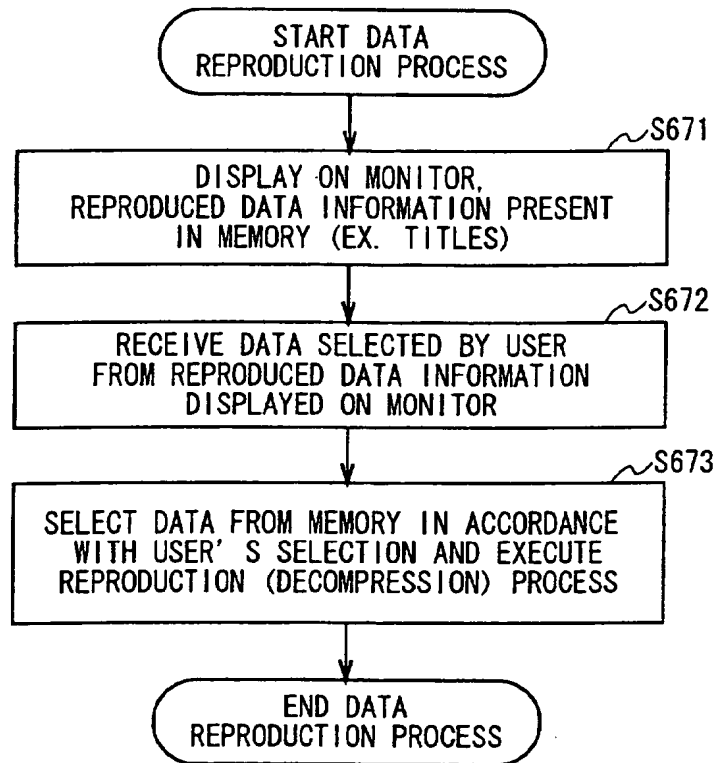 START DATA
REPRODUCTION PROCESS
S671
DISPLAY ON MONITOR,
REPRODUCED DATA INFORMATION PRESENT
IN MEMORY (EX. TITLES)
S672
RECEIVE DATA SELECTED BY USER
FROM REPRODUCED DATA INFORMATION
DISPLAYED ON MONITOR
S673
SELECT DATA FROM MEMORY IN ACCORDANCE
WITH USER'S SELECTION AND EXECUTE
REPRODUCTION (DECOMPRESSION) PROCESS
END DATA
REPRODUCTION PROCESS